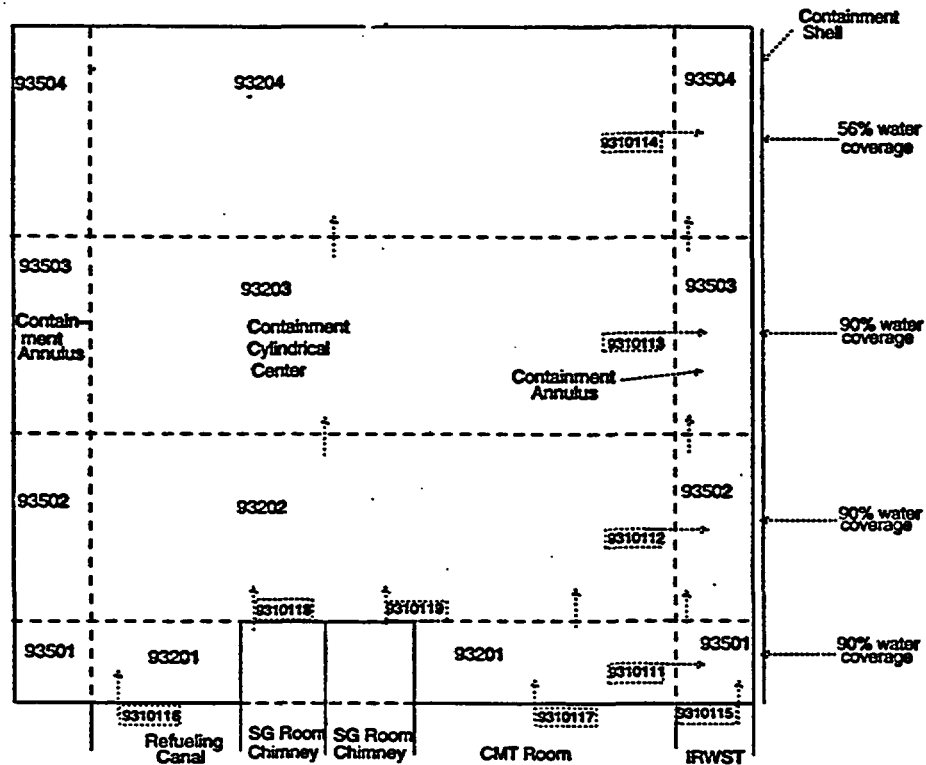 Containment
Shell
93504
93204
93504
9310114
56% water
coverage
93503
93203
93503
Contain-
ment
Annulus
Containment
Cylindrical
Center
9310113
90% water
coverage
Containment
Annulus
93502
93202
93502
9310112
90% water
coverage
9310118
9310119
93501
93201
93201
93501
9310111
90% water
coverage
9310116
9310117
9310115
Refueling
Canal
SG Room
Chimney
SG Room
Chimney
CMT Room
IRWST